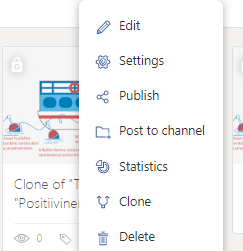 Edit
Settings
Publish
Post to channel
Statistics
Clone
Delete
Clone of "T
"Positiivine
0